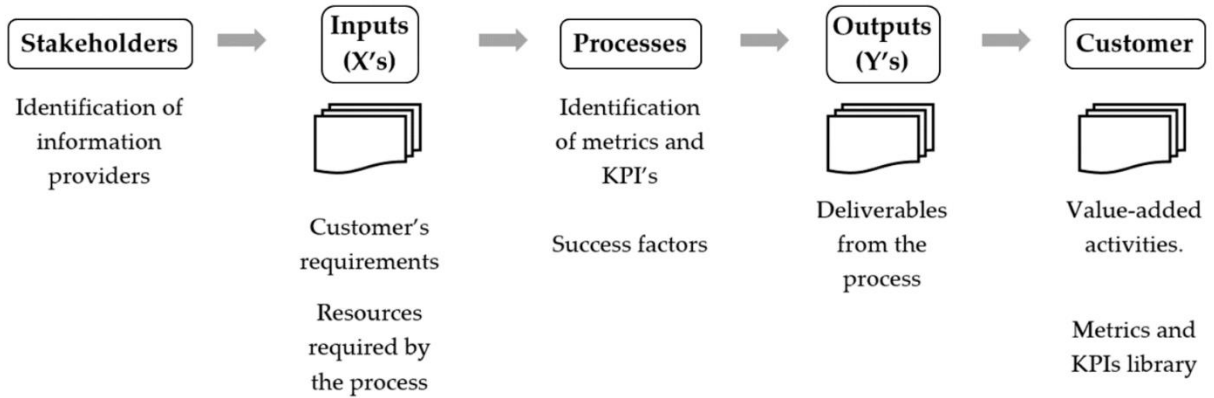 Stakeholders
Inputs
(X's)
Processes
Outputs
(Y's)
Customer
Identification of
information
providers
Customer's
requirements
Resources
required by
the process
Identification
of metrics and
KPI's
Success factors
Deliverables
from the
process
Value-added
activities.
Metrics and
KPIs library